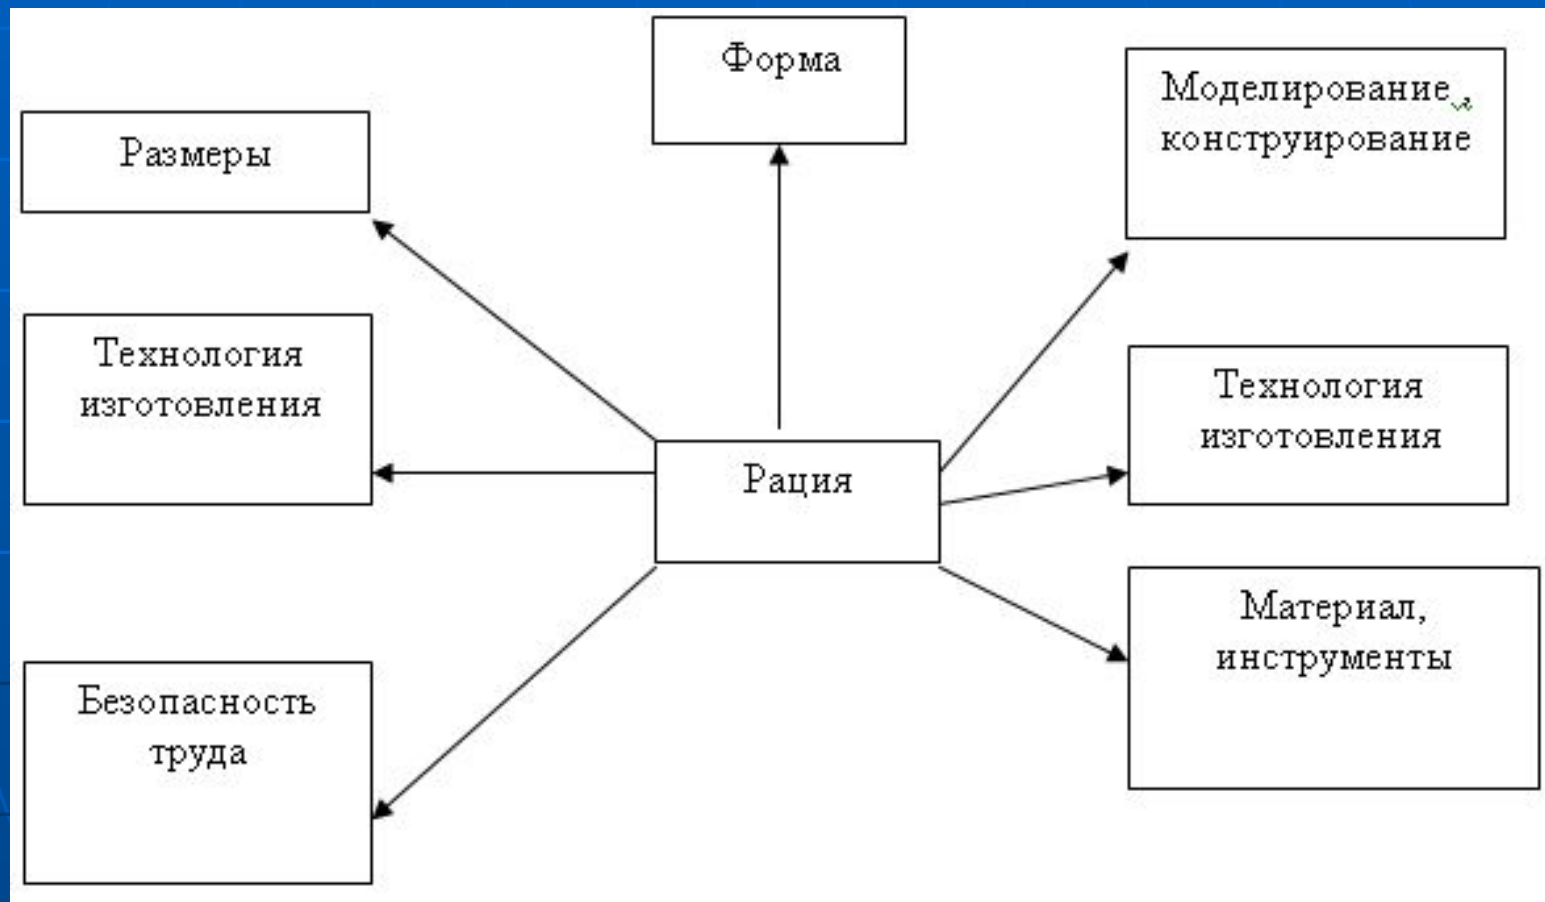 Форма
Моделирование,
конструирование
Размеры
Технология
изготовления
Технология
изготовления
Рация
Материал,
инструменты
Безопасность
труда